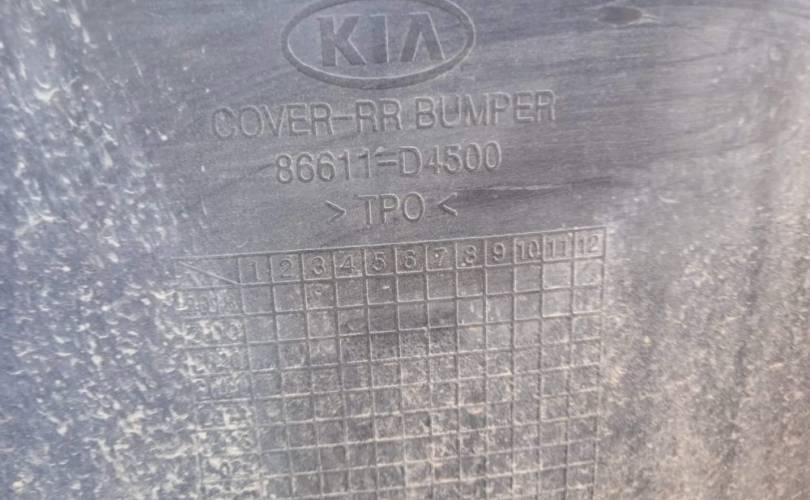 KIA
COVER-RR BUMPER
86611-D4500
> TPO <
1 2 3 4 5 6 7 8 9 10 11 12